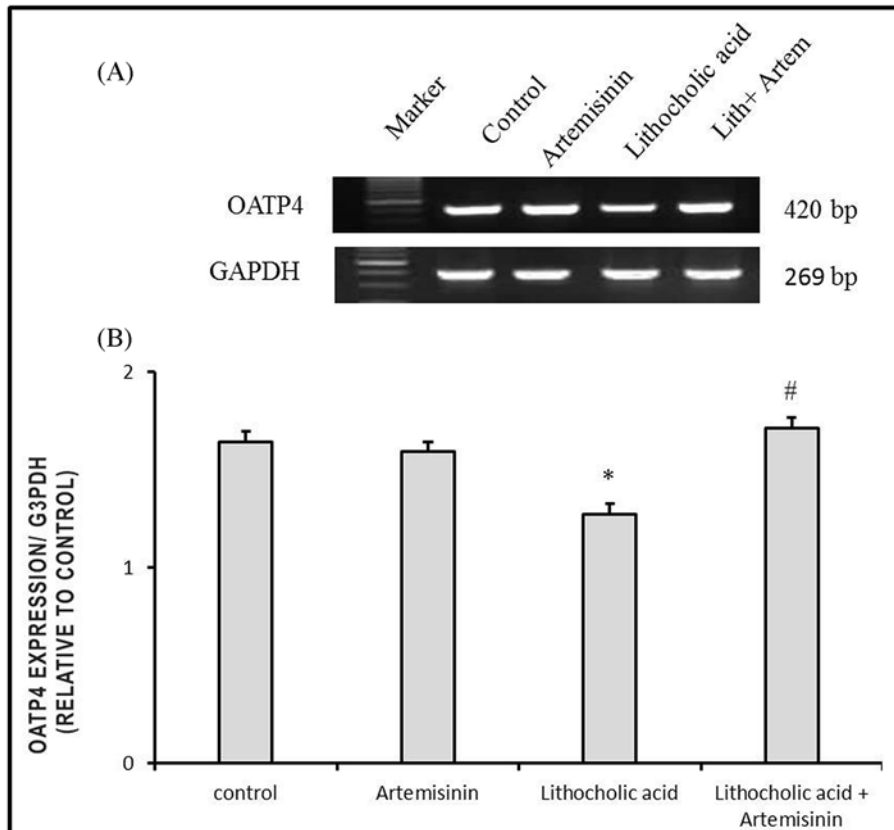 (A)
Marker
Control
Artemisinin
Lithocholic acid
Lith+ Artem
OATP4
420 bp
GAPDH
269 bp
(B)
OATP4 EXPRESSION/ G3PDH
(RELATIVE TO CONTROL)
2
1
0
*
#
control
Artemisinin
Lithocholic acid
Lithocholic acid +
Artemisinin